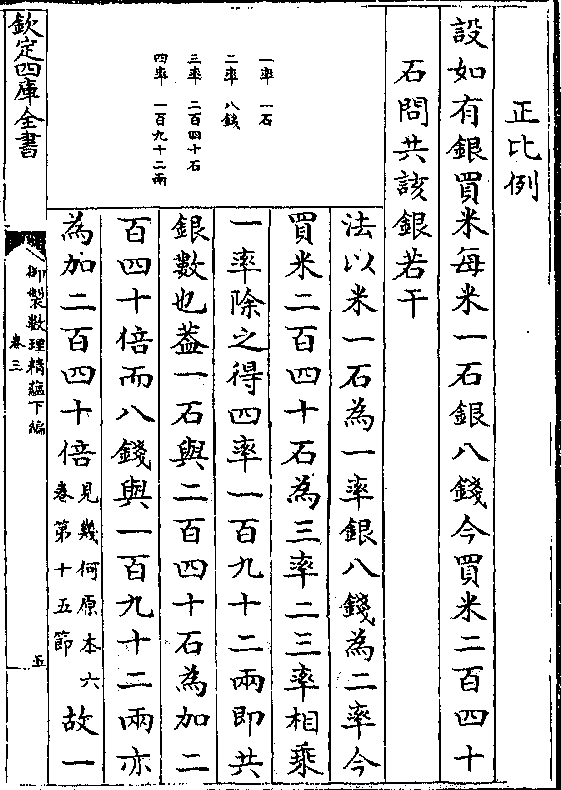 正比例
設如有銀買米每米一石銀八錢今買米二百四十
石問共該銀若干
一率　一石
二率　八錢
三率　二百四十石
四率　一百九十二兩
法以米一石為一率銀八錢為二率今
買米二百四十石為三率二三率相乗
一率除之得四率一百九十二兩即共
銀數也葢一石與二百四十石為加二
百四十倍而八錢與一百九十二兩亦
為加二百四十倍見幾何原本六卷第十五節故一
欽定四庫全書
御製數理精藴下編
卷三
五